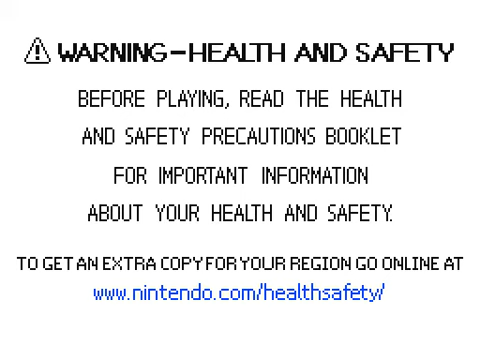 ⚠ WARNING-HEALTH AND SAFETY
BEFORE PLAYING, READ THE HEALTH
AND SAFETY PRECAUTIONS BOOKLET
FOR IMPORTANT INFORMATION
ABOUT YOUR HEALTH AND SAFETY.
TO GET AN EXTRA COPY FOR YOUR REGION GO ONLINE AT
www.nintendo.com/healthsafety/